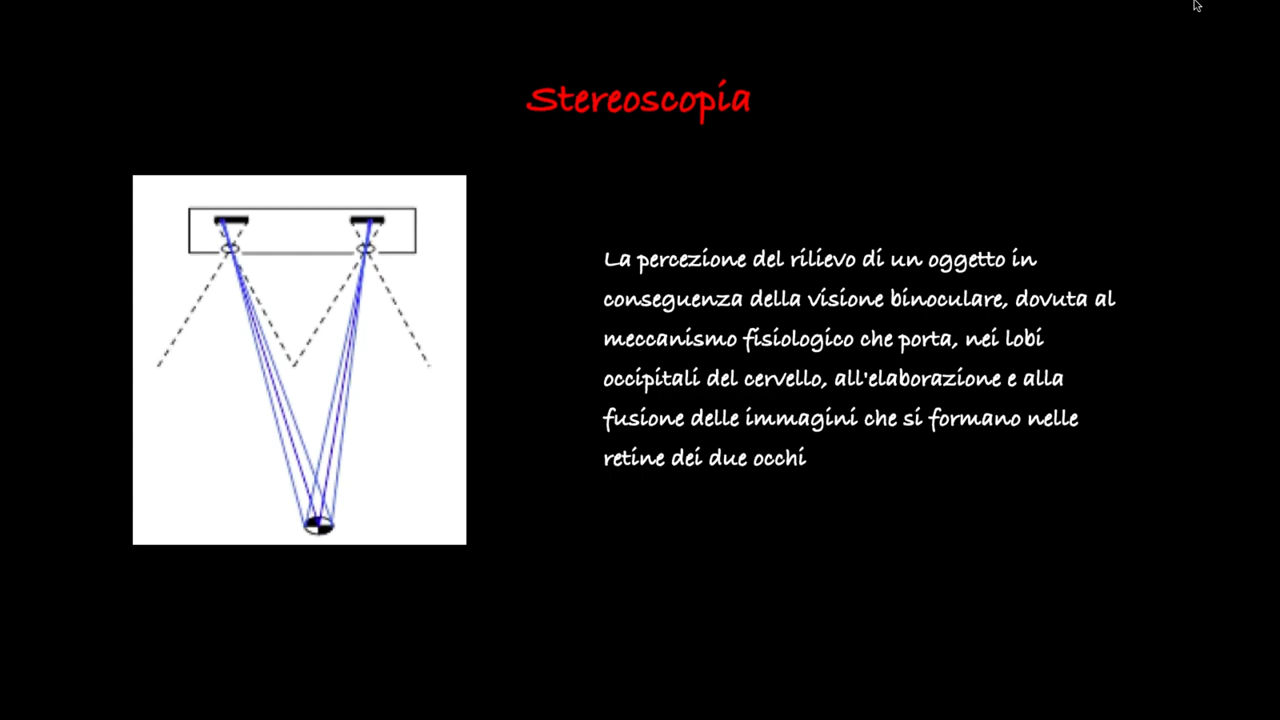 Stereoscopia
La percezione del rilievo di un oggetto in
conseguenza della visione binoculare, dovuta al
meccanismo fisiologico che porta, nei lobi
occipitali del cervello, all'elaborazione e alla
fusione delle immagini che si formano nelle
retine dei due occhi